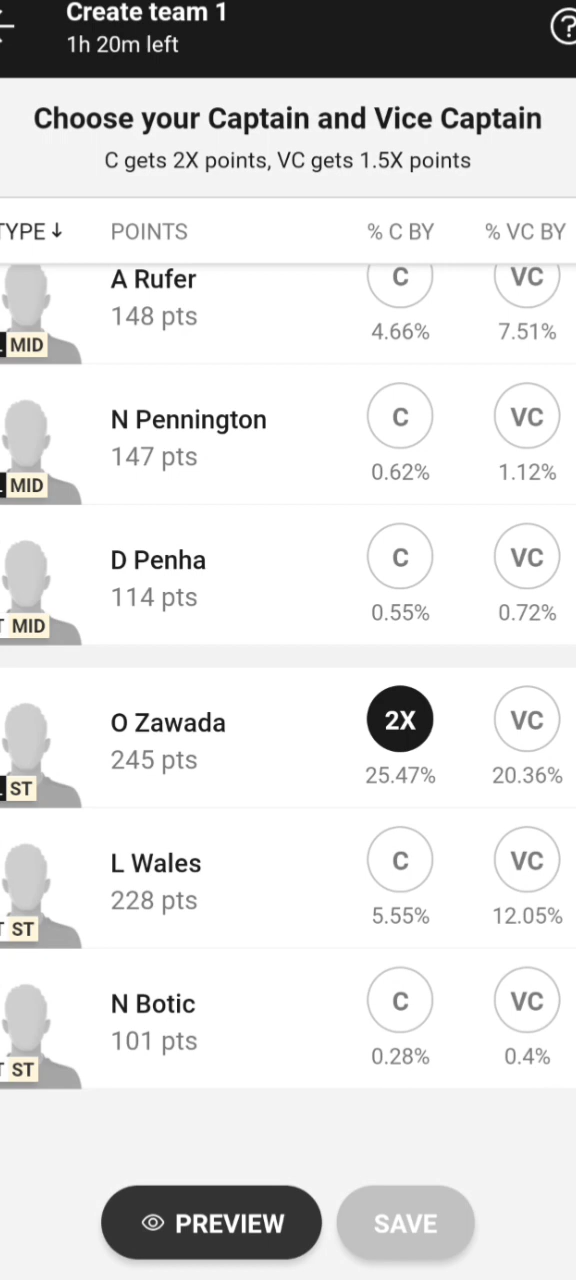 Create team 1
1h 20m left
Choose your Captain and Vice Captain
C gets 2X points, VC gets 1.5X points
TYPE↓ POINTS % C BY % VC BY
A Rufer C VC
148 pts
MID 4.66% 7.51%
N Pennington C VC
147 pts
MID 0.62% 1.12%
D Penha C VC
114 pts
MID 0.55% 0.72%
O Zawada 2X VC
245 pts
ST 25.47% 20.36%
L Wales C VC
228 pts
ST 5.55% 12.05%
N Botic C VC
101 pts
ST 0.28% 0.4%
PREVIEW SAVE